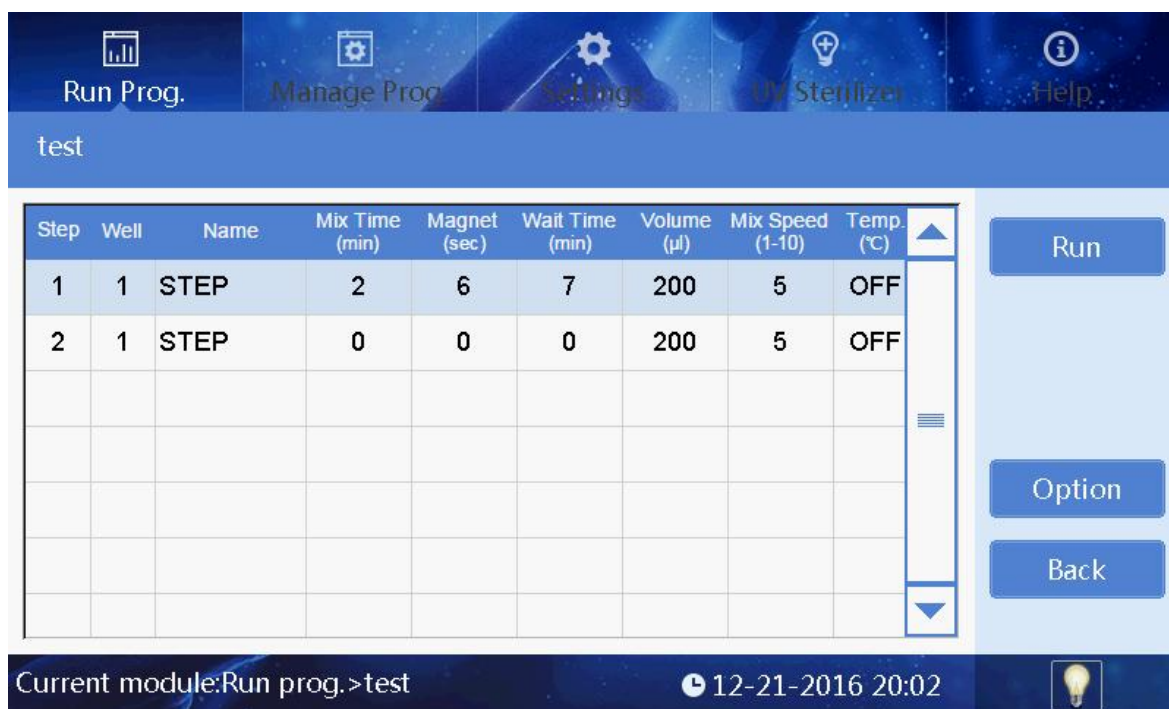 Run Prog. Manage Prog. Settings UV Sterilizer Help
test
Step Well Name Mix Time (min) Magnet (sec) Wait Time (min) Volume (μl) Mix Speed (1-10) Temp. (℃)
1 1 STEP 2 6 7 200 5 OFF
2 1 STEP 0 0 0 200 5 OFF
Run
Option
Back
Current module:Run prog.>test 12-21-2016 20:02